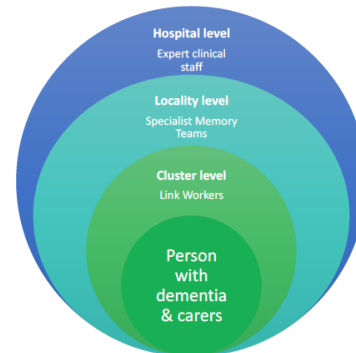 Hospital level
Expert clinical
staff
Locality level
Specialist Memory
Teams
Cluster level
Link Workers
Person
with
dementia
& carers